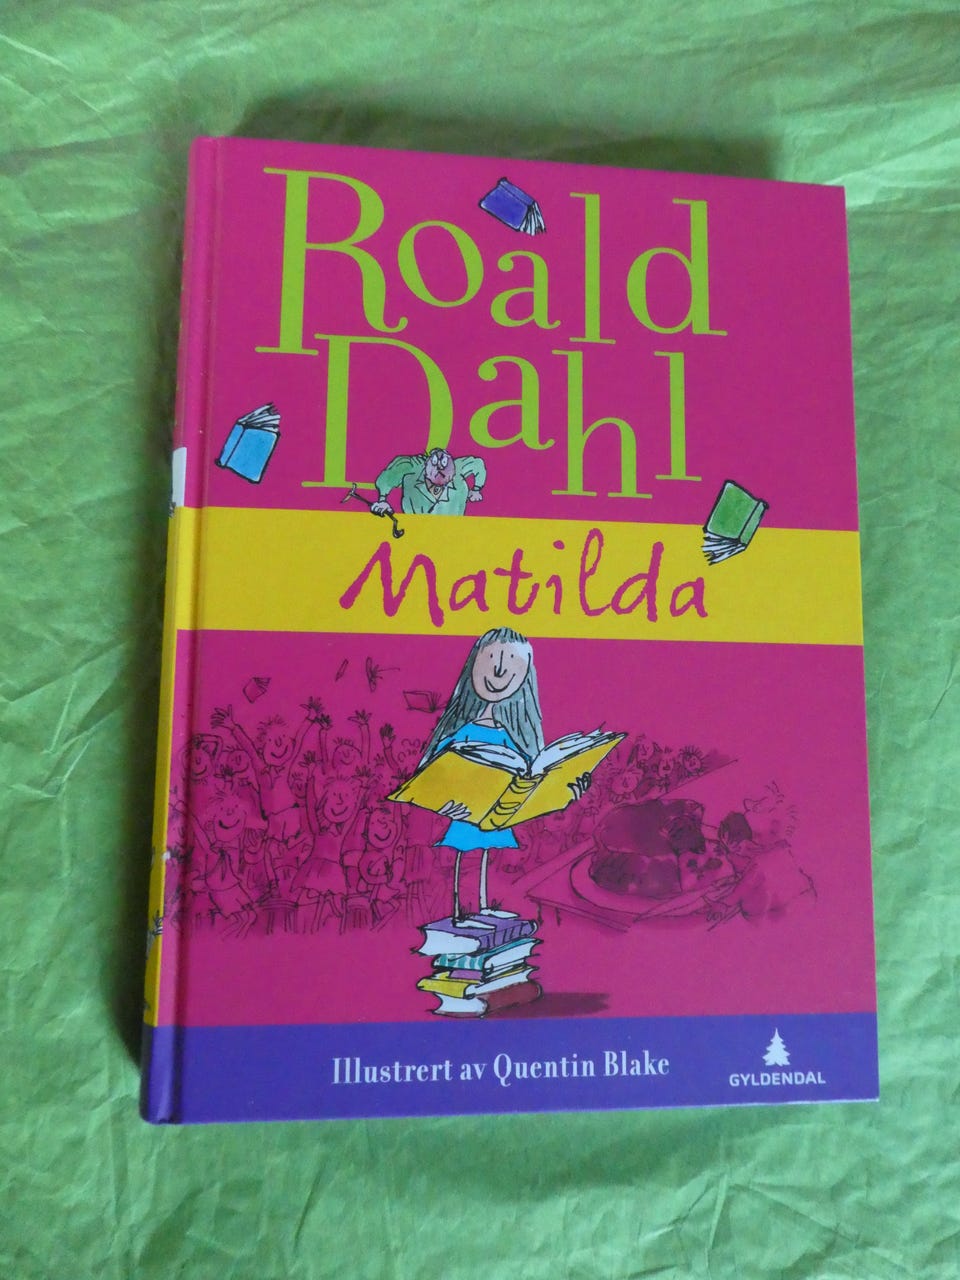 Roald
Dahl
Matilda
Illustrert av Quentin Blake
GYLDENDAL